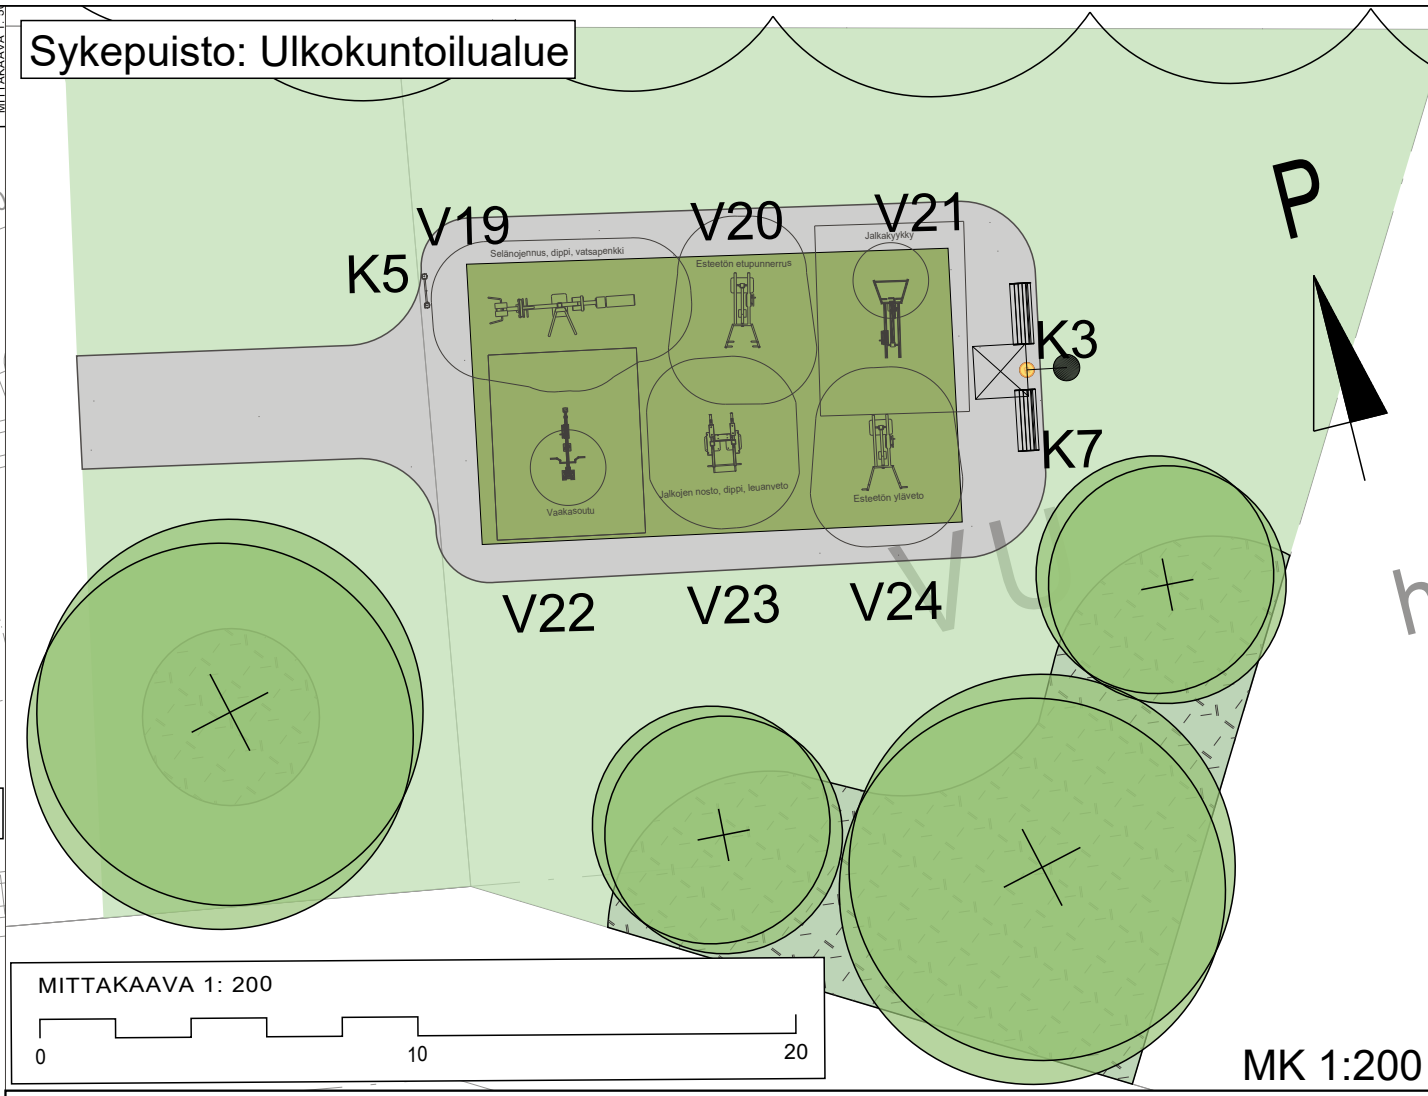 Sykepuisto: Ulkokuntoilualue
P
V19
V20
V21
K5
Selänojennus, dippi, vatsapenkki
Esteetön etupunnerrus
Jalkakyykky
K3
K7
Vaakasoutu
Jalkojen nosto, dippi, leuanveto
Esteetön yläveto
VU
h
V22
V23
V24
MITTAKAAVA 1: 200
0
10
20
MK 1:200